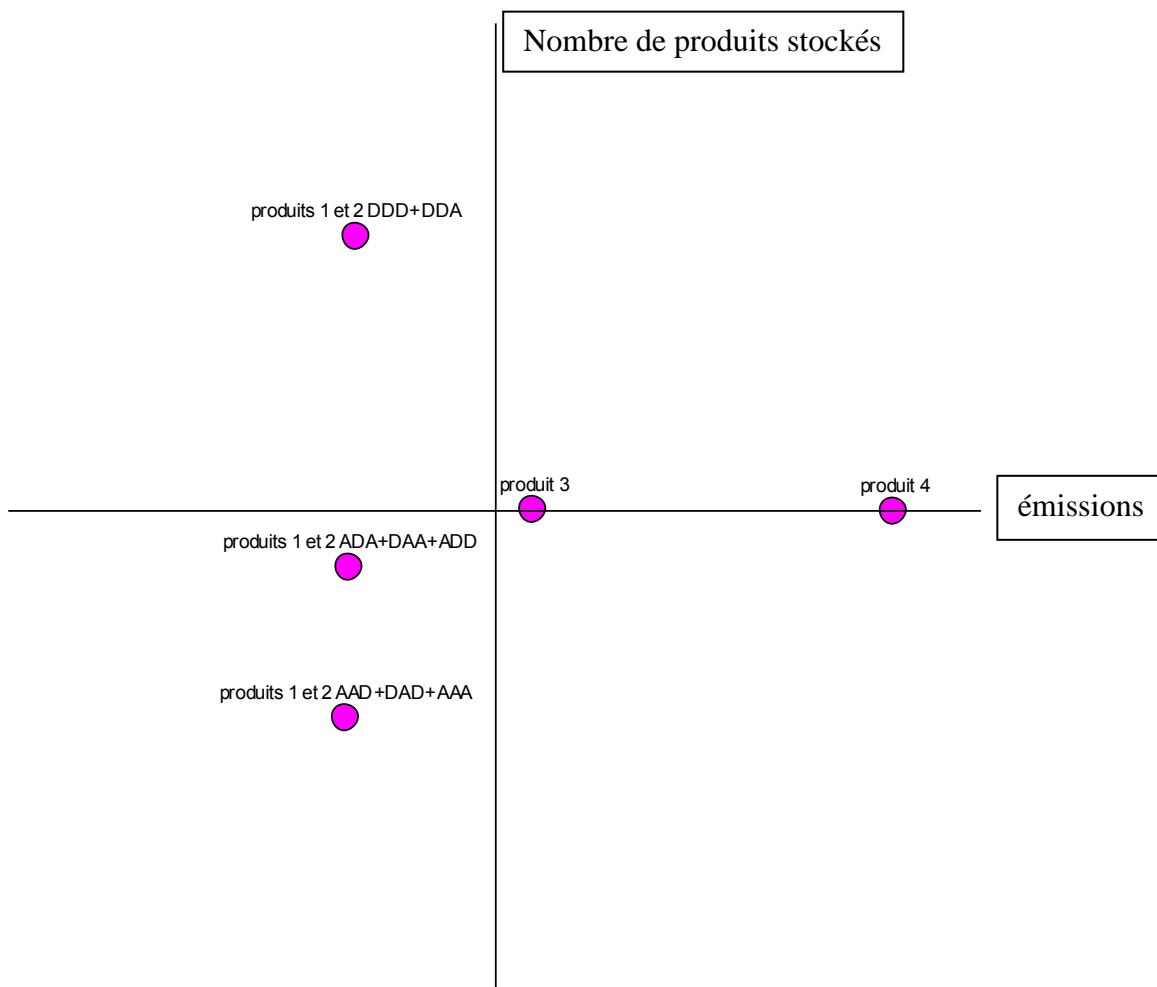 Nombre de produits stockés
produits 1 et 2 DDD+DDA
produit 3
produit 4
émissions
produits 1 et 2 ADA+DAA+ADD
produits 1 et 2 AAD+DAD+AAA